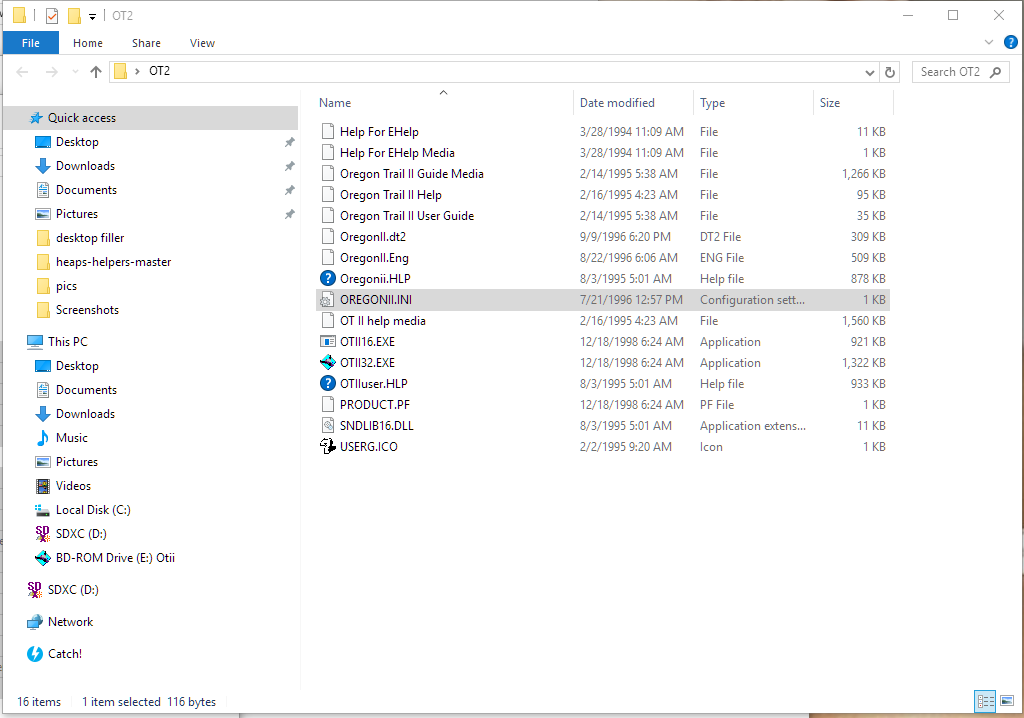 OT2
File Home Share View
OT2
Search OT2
Quick access
Desktop
Downloads
Documents
Pictures
desktop filler
heaps-helpers-master
pics
Screenshots
This PC
Desktop
Documents
Downloads
Music
Pictures
Videos
Local Disk (C:)
SDXC (D:)
BD-ROM Drive (E:) Otii
SDXC (D:)
Network
Catch!
Name Date modified Type Size
Help For EHelp 3/28/1994 11:09 AM File 11 KB
Help For EHelp Media 3/28/1994 11:09 AM File 1 KB
Oregon Trail II Guide Media 2/14/1995 5:38 AM File 1,266 KB
Oregon Trail II Help 2/16/1995 4:23 AM File 95 KB
Oregon Trail II User Guide 2/14/1995 5:38 AM File 35 KB
OregonII.dt2 9/9/1996 6:20 PM DT2 File 309 KB
OregonII.Eng 8/22/1996 6:06 AM ENG File 509 KB
Oregonii.HLP 8/3/1995 5:01 AM Help file 878 KB
OREGONII.INI 7/21/1996 12:57 PM Configuration sett... 1 KB
OT II help media 2/16/1995 4:23 AM File 1,560 KB
OTII16.EXE 12/18/1998 6:24 AM Application 921 KB
OTII32.EXE 12/18/1998 6:24 AM Application 1,322 KB
OTIIuser.HLP 8/3/1995 5:01 AM Help file 933 KB
PRODUCT.PF 12/18/1998 6:24 AM PF File 1 KB
SNDLIB16.DLL 8/3/1995 5:01 AM Application extens... 11 KB
USERG.ICO 2/2/1995 9:20 AM Icon 1 KB
16 items 1 item selected 116 bytes